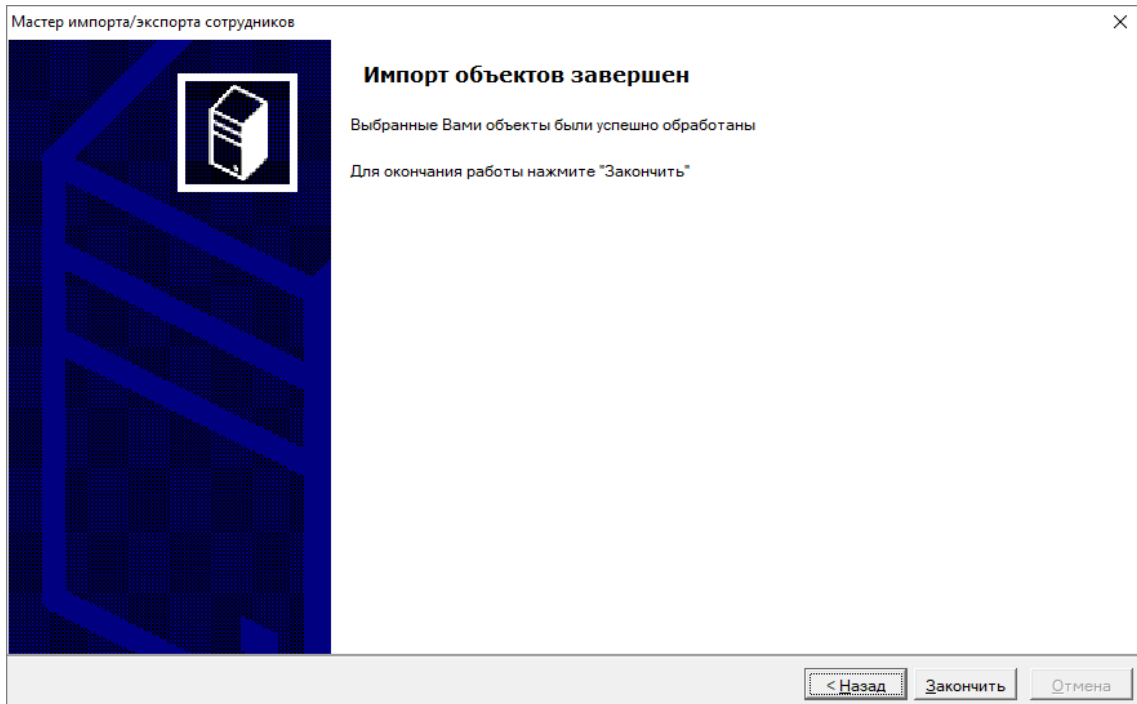 Мастер импорта/экспорта сотрудников
Импорт объектов завершен
Выбранные Вами объекты были успешно обработаны
Для окончания работы нажмите "Закончить"
< Назад Закончить Отмена